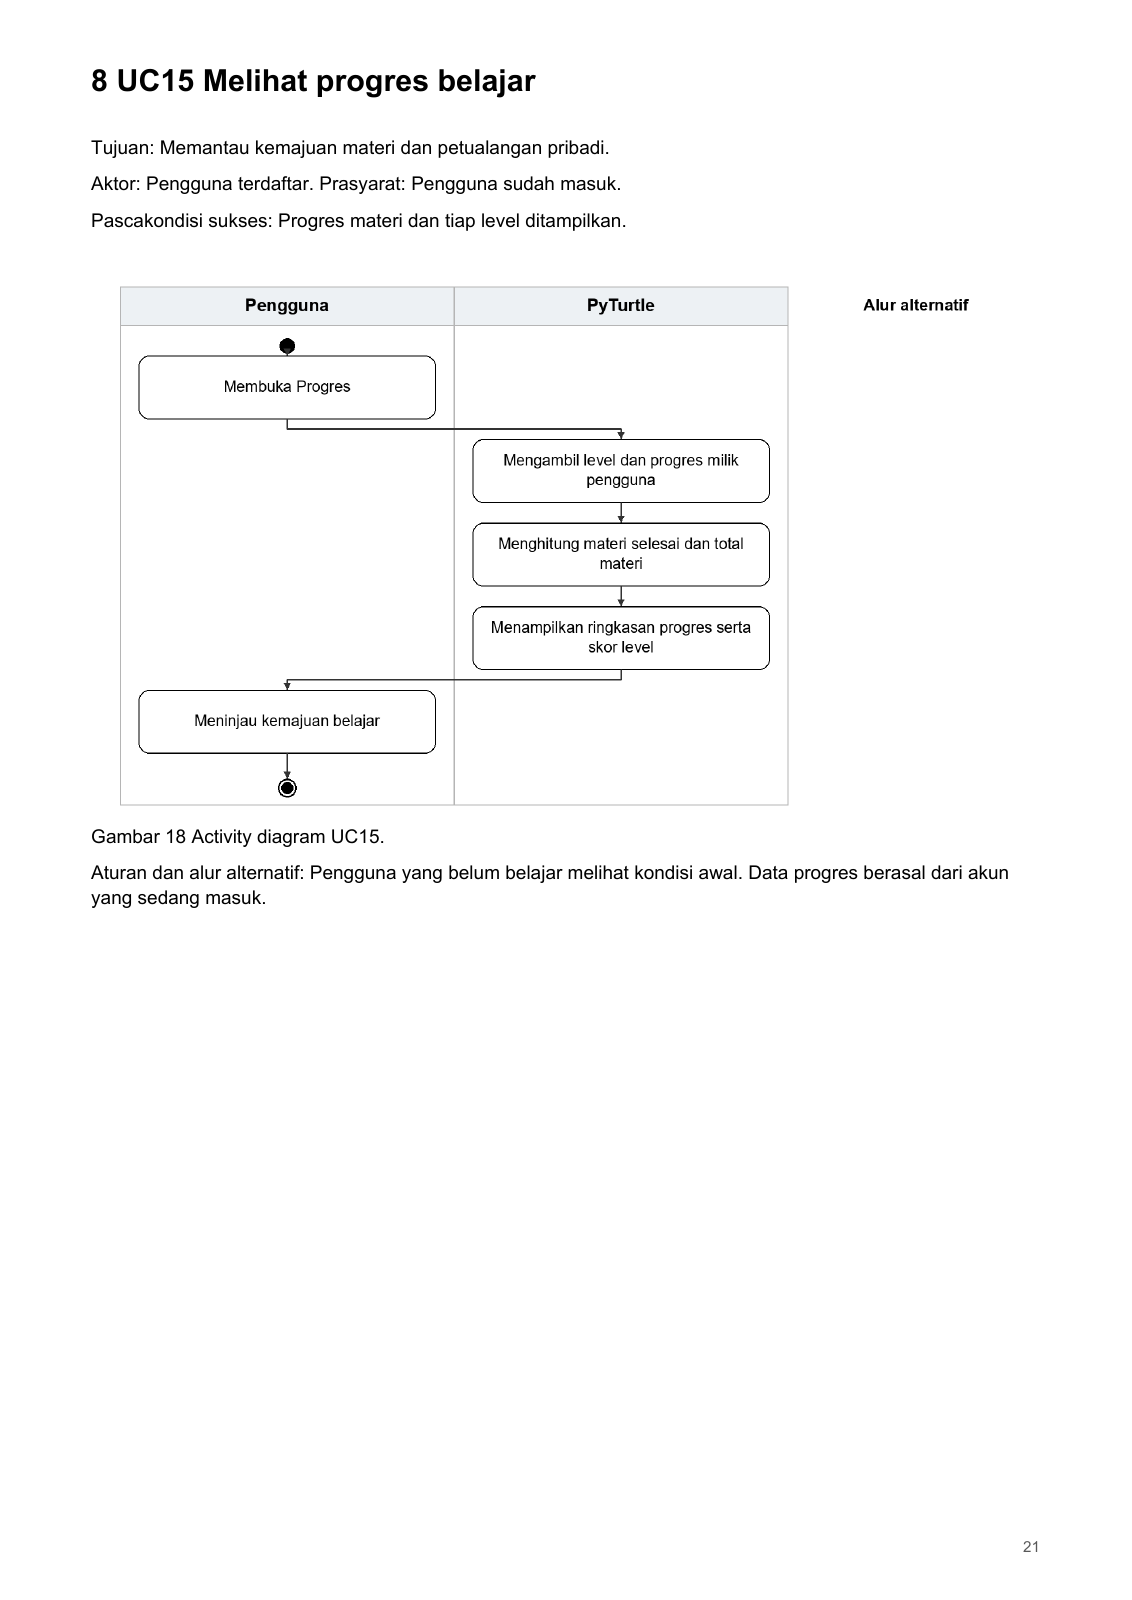 8 UC15 Melihat progres belajar
Tujuan: Memantau kemajuan materi dan petualangan pribadi.
Aktor: Pengguna terdaftar. Prasyarat: Pengguna sudah masuk.
Pascakondisi sukses: Progres materi dan tiap level ditampilkan.
Pengguna
PyTurtle
Alur alternatif
Membuka Progres
Mengambil level dan progres milik
pengguna
Menghitung materi selesai dan total
materi
Menampilkan ringkasan progres serta
skor level
Meninjau kemajuan belajar
Gambar 18 Activity diagram UC15.
Aturan dan alur alternatif: Pengguna yang belum belajar melihat kondisi awal. Data progres berasal dari akun
yang sedang masuk.
21